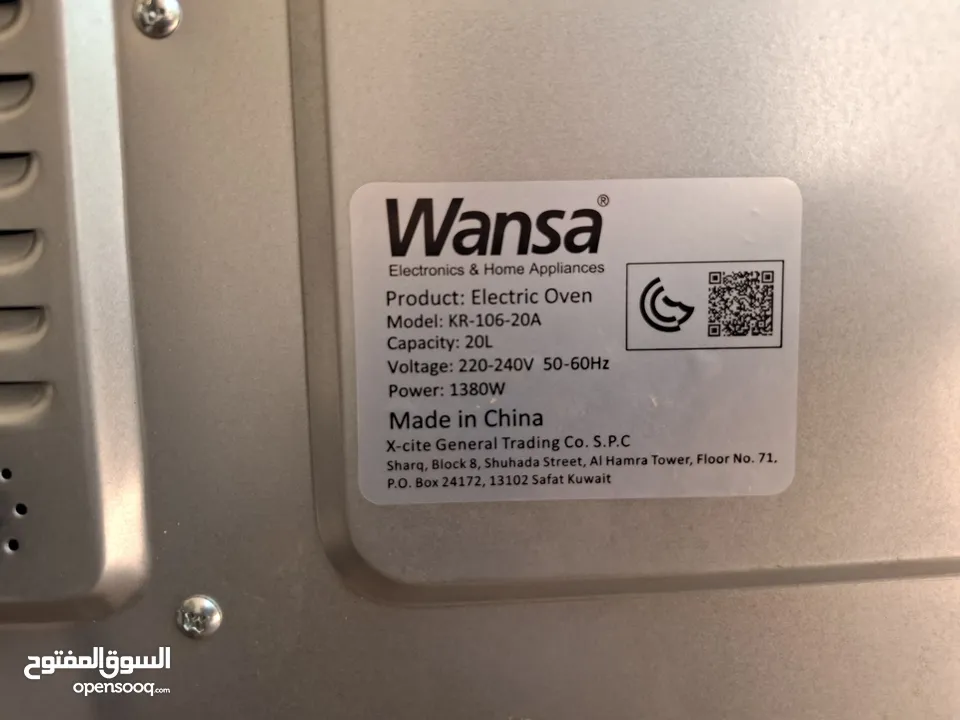 Wansa®
Electronics & Home Appliances
Product: Electric Oven
Model: KR-106-20A
Capacity: 20L
Voltage: 220-240V 50-60Hz
Power: 1380W
Made in China
X-cite General Trading Co. S.P.C
Sharq, Block 8, Shuhada Street, Al Hamra Tower, Floor No. 71,
P.O. Box 24172, 13102 Safat Kuwait
السوق المفتوح
opensooq.com